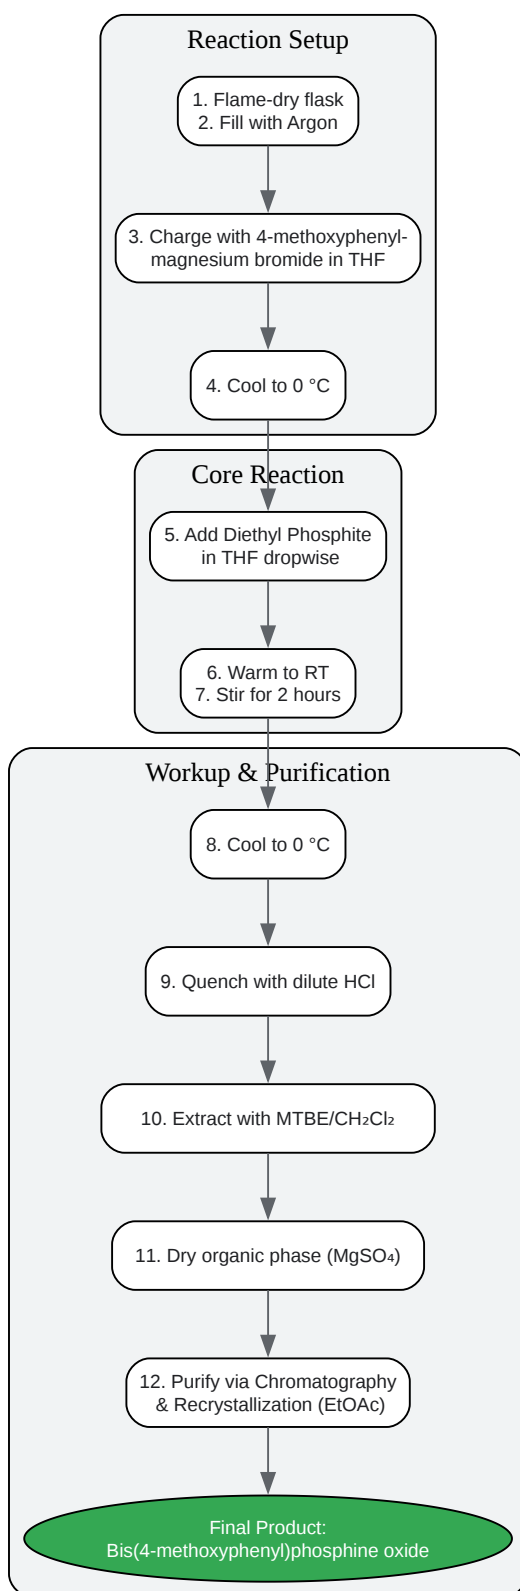 Reaction Setup
1. Flame-dry flask
2. Fill with Argon
3. Charge with 4-methoxyphenyl-
magnesium bromide in THF
4. Cool to 0 °C
Core Reaction
5. Add Diethyl Phosphite
in THF dropwise
6. Warm to RT
7. Stir for 2 hours
Workup & Purification
8. Cool to 0 °C
9. Quench with dilute HCl
10. Extract with MTBE/CH₂Cl₂
11. Dry organic phase (MgSO₄)
12. Purify via Chromatography
& Recrystallization (EtOAc)
Final Product:
Bis(4-methoxyphenyl)phosphine oxide